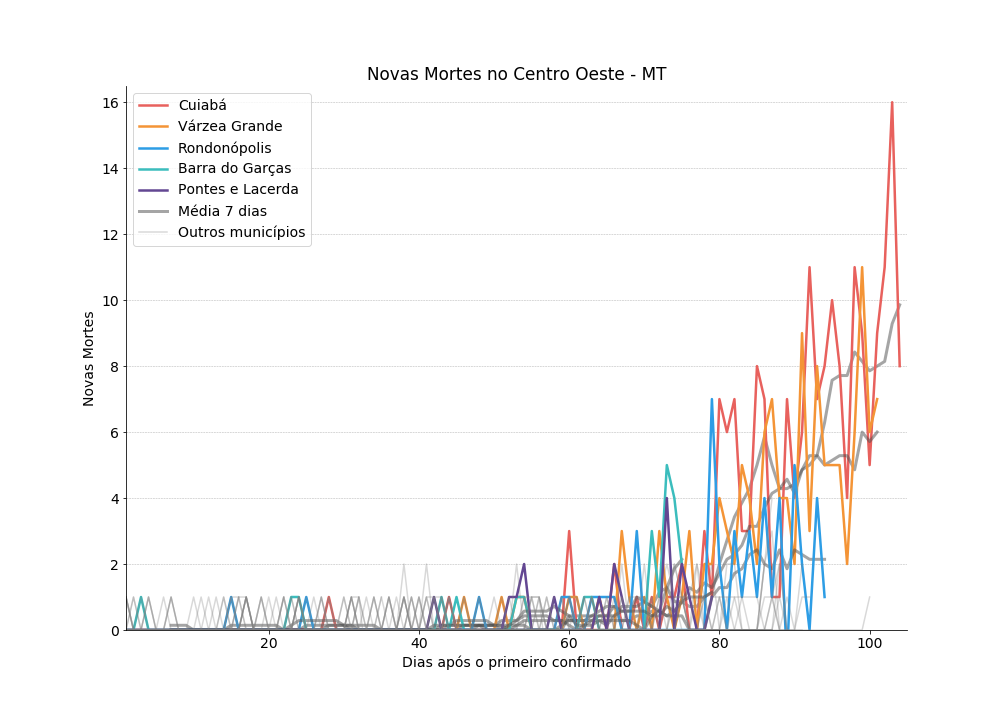 Novas Mortes no Centro Oeste - MT
Cuiabá
Várzea Grande
Rondonópolis
Barra do Garças
Pontes e Lacerda
Média 7 dias
Outros municípios
16
14
12
10
8
6
4
2
0
Novas Mortes
20
40
60
80
100
Dias após o primeiro confirmado